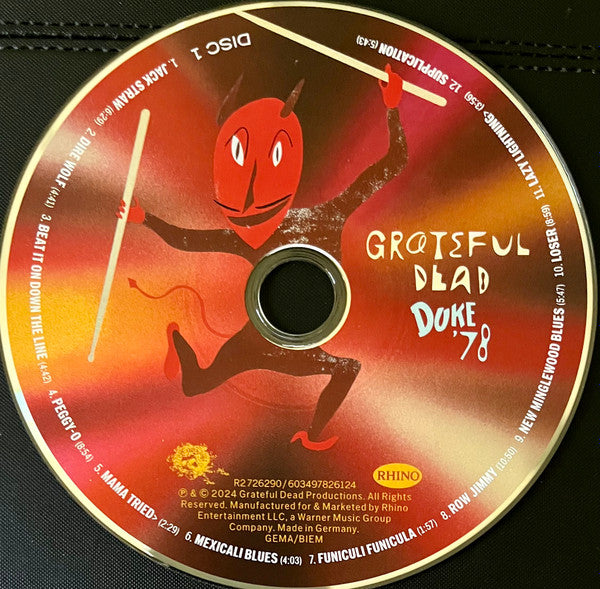 DISC 1
1. JACK STRAW (6:29)
2. DIRE WOLF (4:41)
3. BEAT IT ON DOWN THE LINE (4:42)
4. PEGGY-O (8:54)
5. MAMA TRIED> (2:29)
6. MEXICALI BLUES (4:03)
7. FUNICULI FUNICULA (1:57)
8. ROW JIMMY (10:50)
9. NEW MINGLEWOOD BLUES (5:47)
10. LOSER (8:59)
11. LAZY LIGHTNING> (3:56)
12. SUPPLICATION (5:43)
GRATEFUL
DEAD
DUKE
'78
RHINO
R2 726290/603497826124
℗ & © 2024 Grateful Dead Productions. All Rights
Reserved. Manufactured for & Marketed by Rhino
Entertainment LLC, a Warner Music Group
Company. Made in Germany.
GEMA/BIEM